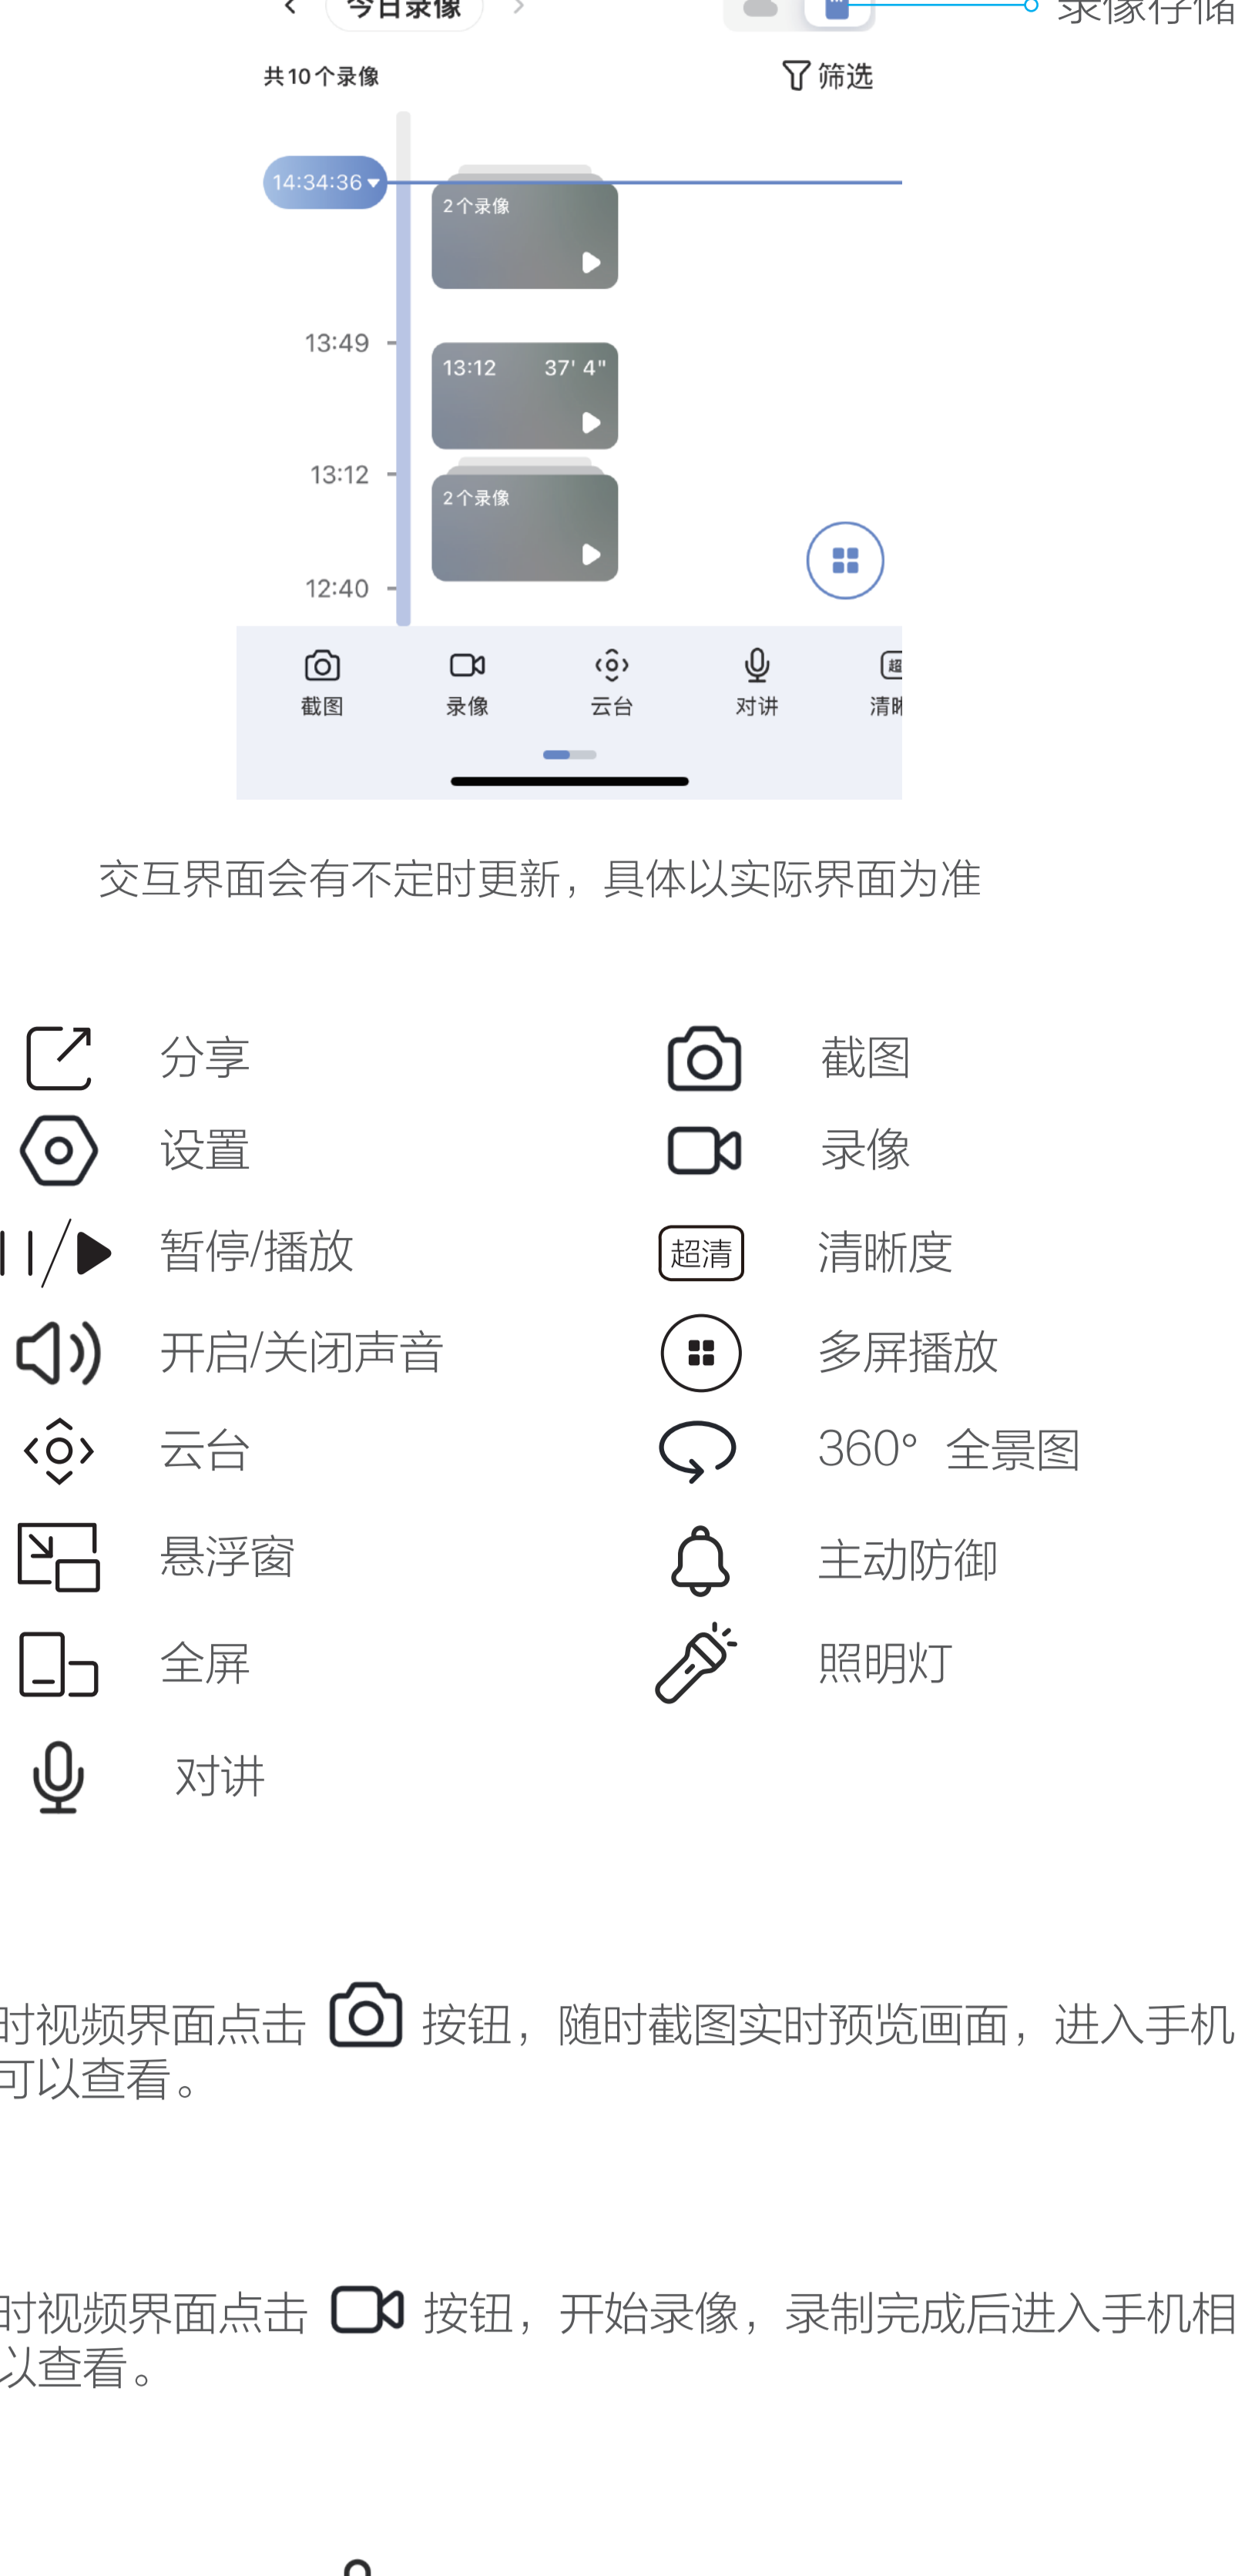 今日录像
录像存储
共10个录像
筛选
14:34:36
2个录像
13:49
13:12 37' 4"
13:12
2个录像
12:40
截图 录像 云台 对讲 清晰
超
交互界面会有不定时更新，具体以实际界面为准
分享 截图
设置 录像
暂停/播放 超清 清晰度
开启/关闭声音 多屏播放
云台 360° 全景图
悬浮窗 主动防御
全屏 照明灯
对讲
时视频界面点击 按钮，随时截图实时预览画面，进入手机
可以查看。
时视频界面点击 按钮，开始录像，录制完成后进入手机相
以查看。